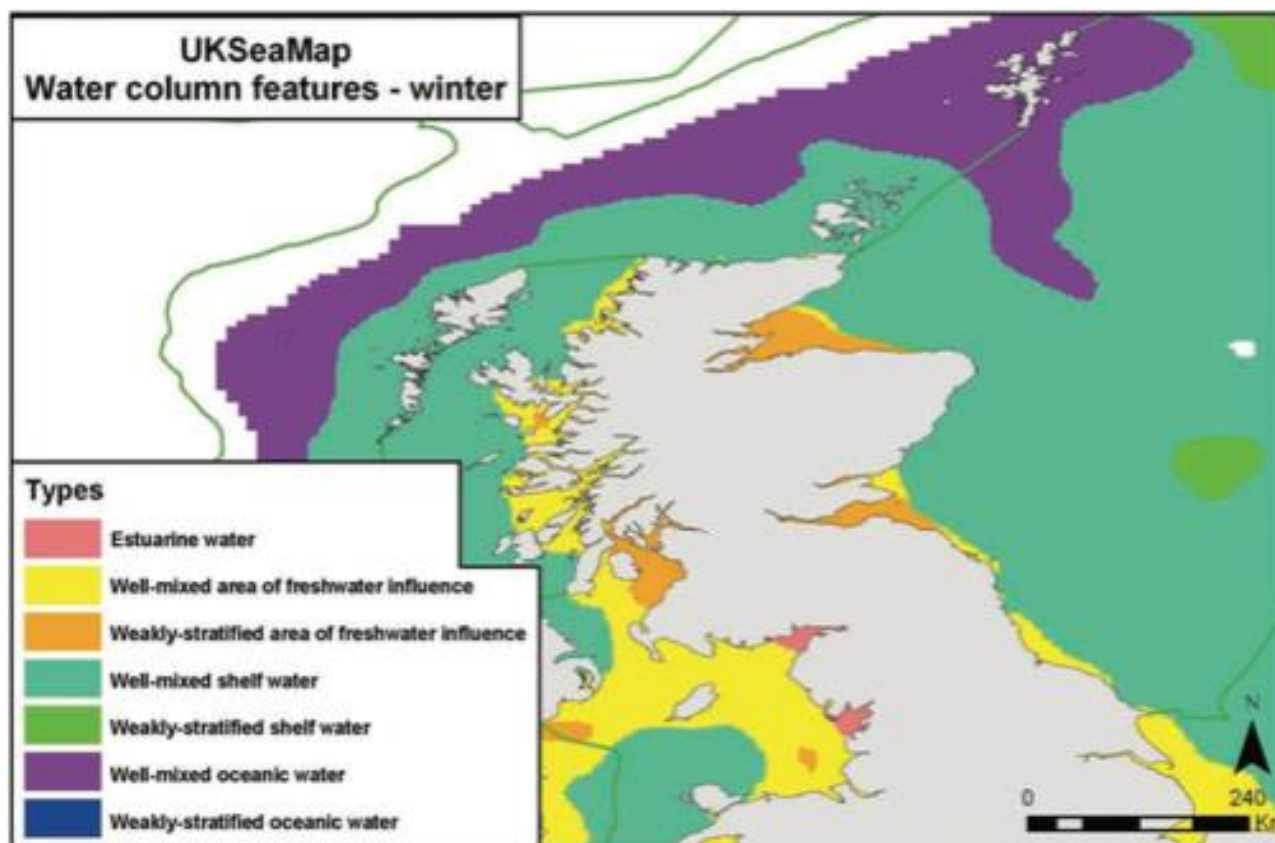 UKSeaMap
Water column features - winter
Types
Estuarine water
Well-mixed area of freshwater influence
Weakly-stratified area of freshwater influence
Well-mixed shelf water
Weakly-stratified shelf water
Well-mixed oceanic water
Weakly-stratified oceanic water
N
0 240
Km